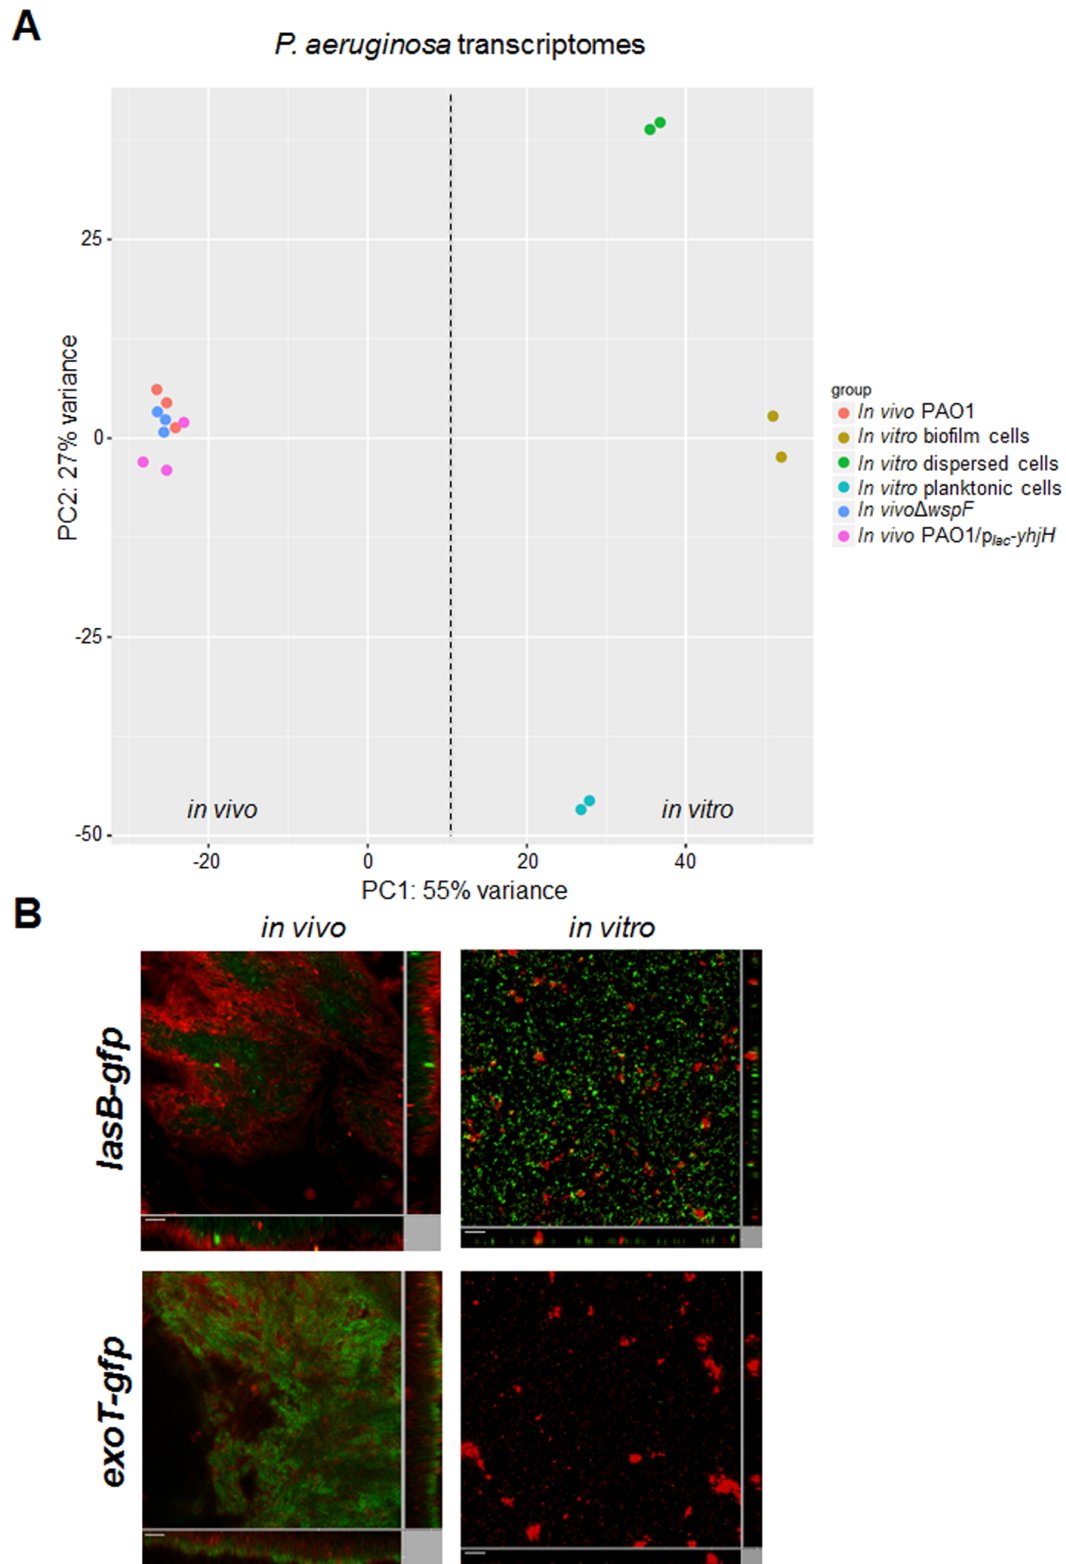 A
P. aeruginosa transcriptomes
25
0
-25
-50
PC2: 27% variance
in vivo
in vitro
-20
0
20
40
PC1: 55% variance
group
In vivo PAO1
In vitro biofilm cells
In vitro dispersed cells
In vitro planktonic cells
In vivoΔwspF
In vivo PAO1/plac-yhjH
B
in vivo
in vitro
lasB-gfp
exoT-gfp